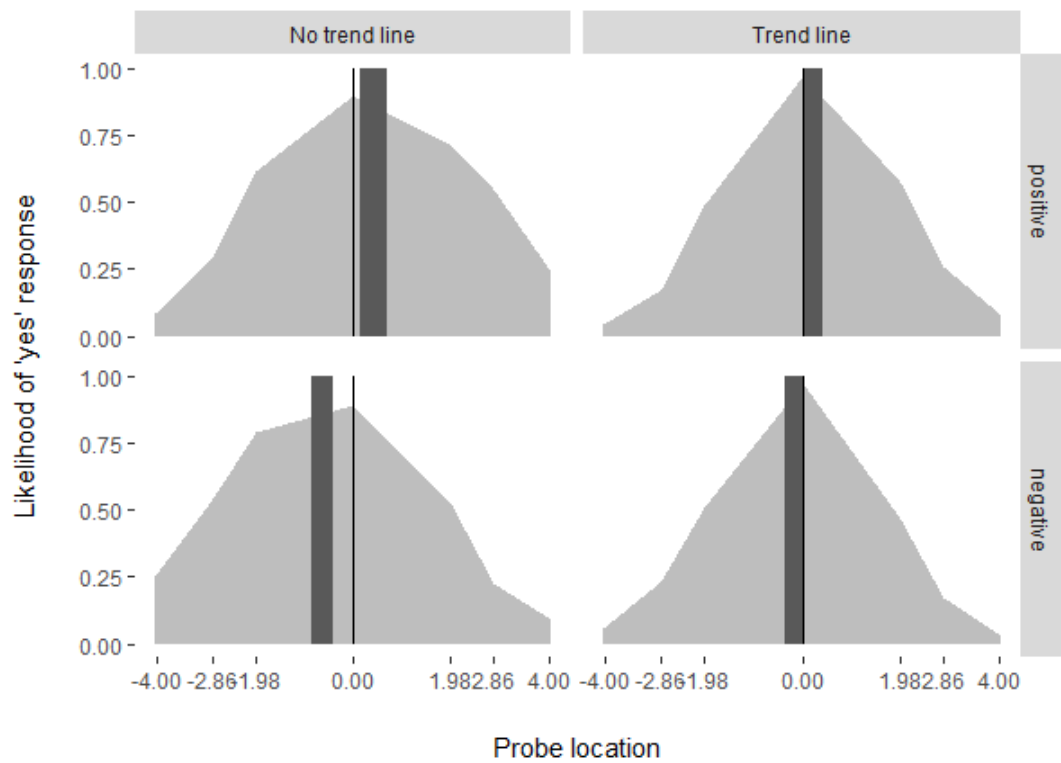 No trend line
Trend line
Likelihood of 'yes' response
1.00
0.75
0.50
0.25
0.00
positive
1.00
0.75
0.50
0.25
0.00
negative
-4.00 -2.86 -1.98 0.00 1.98 2.86 4.00
-4.00 -2.86 -1.98 0.00 1.98 2.86 4.00
Probe location